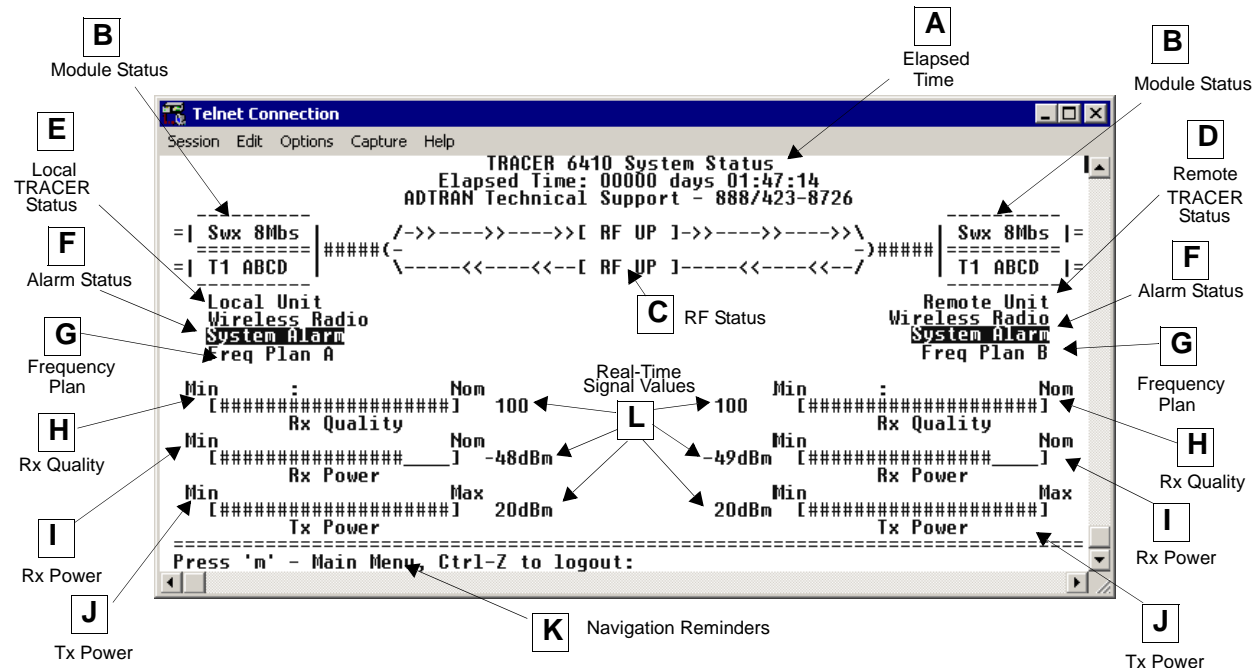 A
Elapsed
Time
B
Module Status
B
Module Status
E
Local
TRACER
Status
D
Remote
TRACER
Status
F
Alarm Status
F
Alarm Status
G
Frequency
Plan
G
Frequency
Plan
H
Rx Quality
H
Rx Quality
I
Rx Power
I
Rx Power
J
Tx Power
J
Tx Power
Telnet Connection
Session Edit Options Capture Help
TRACER 6410 System Status
Elapsed Time: 00000 days 01:47:14
ADTRAN Technical Support - 888/423-8726
----------- -----------
=| Swx 8Mbs | /->>---->>---->>[ RF UP ]->>---->>---->>\ | Swx 8Mbs |=
========== |#####(- -)#####| ==========
=| T1 ABCD | \-----<<----<<--[ RF UP ]-----<<----<<--/ | T1 ABCD |=
----------- -----------
C
RF Status
Local Unit Remote Unit
Wireless Radio Wireless Radio
System Alarm System Alarm
Freq Plan A Freq Plan B
Real-Time
Signal Values
L
Min : Nom Min : Nom
[####################] 100 100 [####################]
Rx Quality Rx Quality
Min Nom Min Nom
[################____] -48dBm -49dBm [################____]
Rx Power Rx Power
Min Max Min Max
[####################] 20dBm 20dBm [####################]
Tx Power Tx Power
================================================================================
Press 'm' - Main Menu, Ctrl-Z to logout:
K
Navigation Reminders